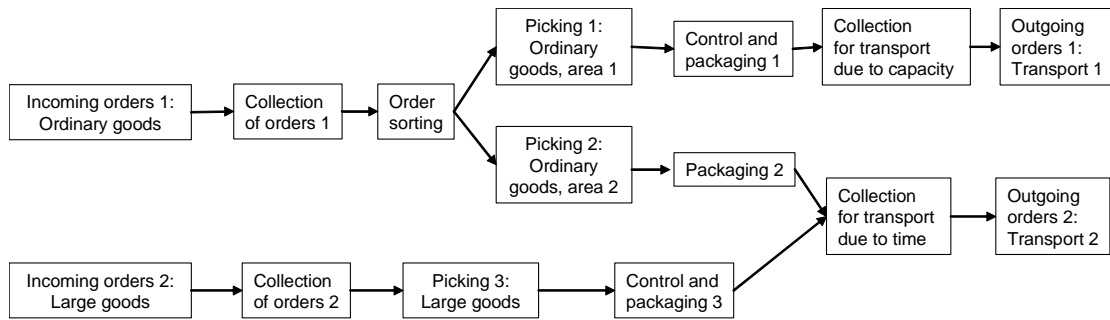 Picking 1:
Ordinary
goods, area 1
Control and
packaging 1
Collection
for transport
due to capacity
Outgoing
orders 1:
Transport 1
Incoming orders 1:
Ordinary goods
Collection
of orders 1
Order
sorting
Picking 2:
Ordinary
goods, area 2
Packaging 2
Collection
for transport
due to time
Outgoing
orders 2:
Transport 2
Incoming orders 2:
Large goods
Collection
of orders 2
Picking 3:
Large goods
Control and
packaging 3